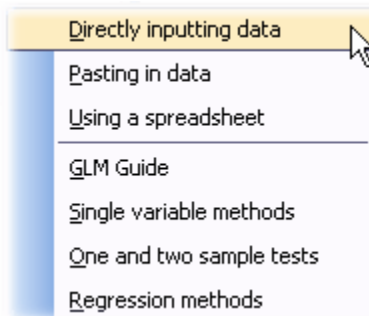 Directly inputting data
Pasting in data
Using a spreadsheet
GLM Guide
Single variable methods
One and two sample tests
Regression methods